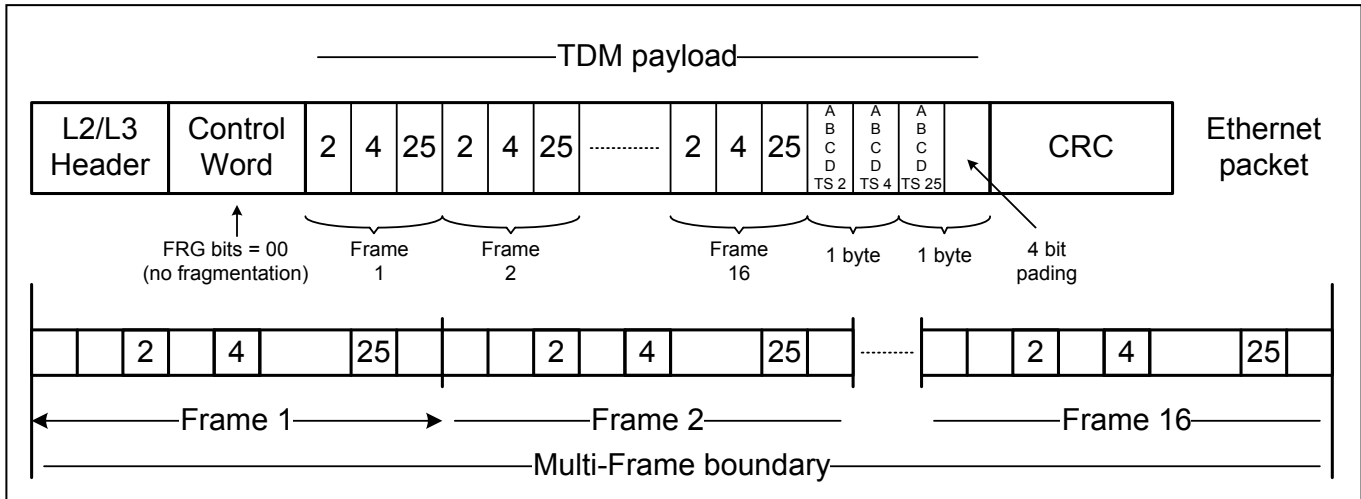 TDM payload
L2/L3 Header
Control Word
2 4 25 2 4 25 2 4 25
A B C D TS 2
A B C D TS 4
A B C D TS 25
CRC
Ethernet packet
FRG bits = 00
(no fragmentation)
Frame 1
Frame 2
Frame 16
1 byte
1 byte
4 bit pading
2 4 25 2 4 25 2 4 25
Frame 1
Frame 2
Frame 16
Multi-Frame boundary